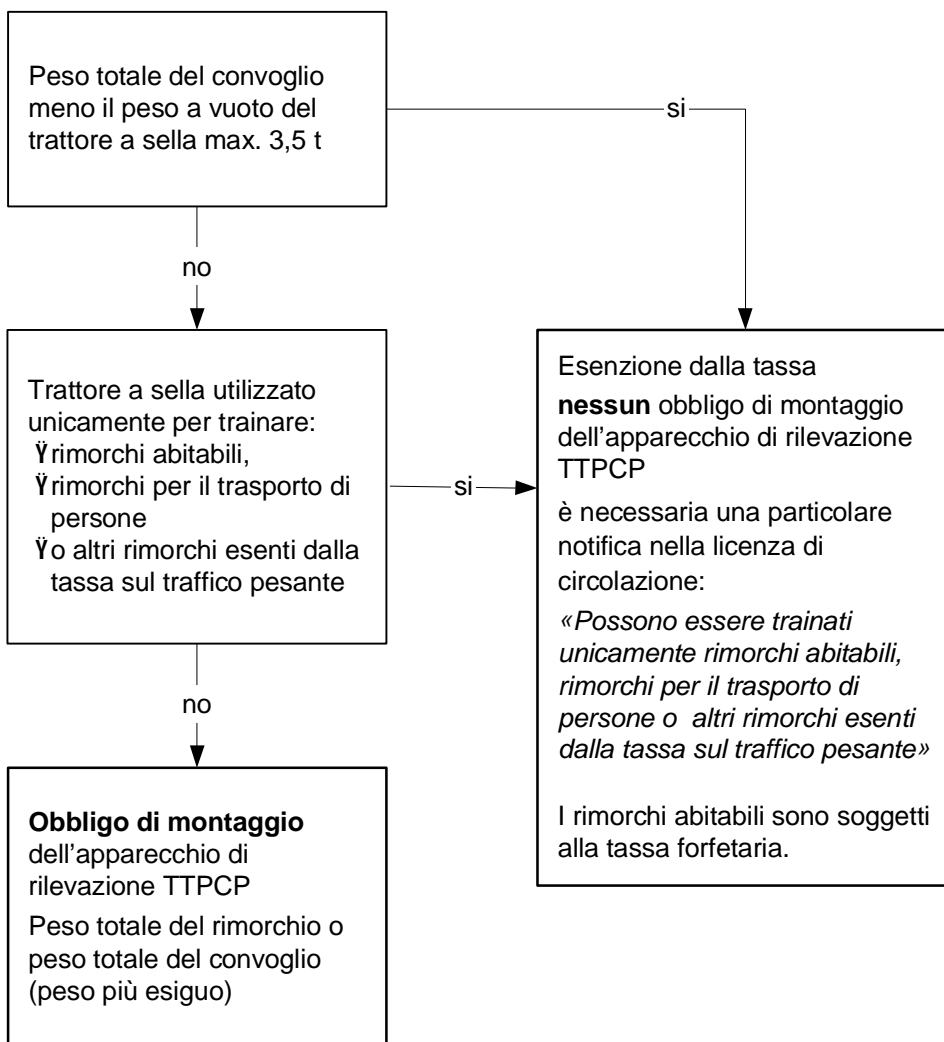 Peso totale del convoglio
meno il peso a vuoto del
trattore a sella max. 3,5 t
si
no
Trattore a sella utilizzato
unicamente per trainare:
Ÿ rimorchi abitabili,
Ÿ rimorchi per il trasporto di
persone
Ÿ o altri rimorchi esenti dalla
tassa sul traffico pesante
si
Esenzione dalla tassa
nessun obbligo di montaggio
dell'apparecchio di rilevazione
TTPCP
è necessaria una particolare
notifica nella licenza di
circolazione:
«Possono essere trainati
unicamente rimorchi abitabili,
rimorchi per il trasporto di
persone o altri rimorchi esenti
dalla tassa sul traffico pesante»
I rimorchi abitabili sono soggetti
alla tassa forfetaria.
no
Obbligo di montaggio
dell'apparecchio di
rilevazione TTPCP
Peso totale del rimorchio o
peso totale del convoglio
(peso più esiguo)